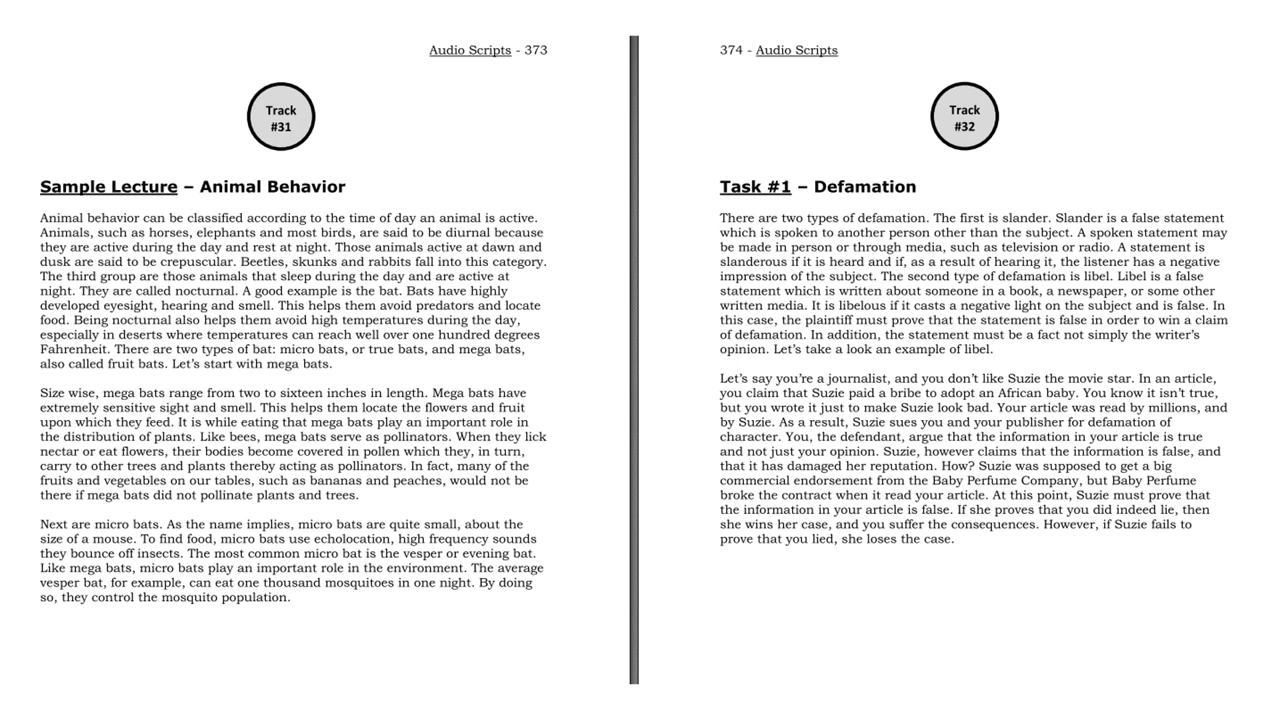 Audio Scripts - 373
Track
#31
Sample Lecture – Animal Behavior
Animal behavior can be classified according to the time of day an animal is active.
Animals, such as horses, elephants and most birds, are said to be diurnal because
they are active during the day and rest at night. Those animals active at dawn and
dusk are said to be crepuscular. Beetles, skunks and rabbits fall into this category.
The third group are those animals that sleep during the day and are active at
night. They are called nocturnal. A good example is the bat. Bats have highly
developed eyesight, hearing and smell. This helps them avoid predators and locate
food. Being nocturnal also helps them avoid high temperatures during the day,
especially in deserts where temperatures can reach well over one hundred degrees
Fahrenheit. There are two types of bat: micro bats, or true bats, and mega bats,
also called fruit bats. Let’s start with mega bats.
Size wise, mega bats range from two to sixteen inches in length. Mega bats have
extremely sensitive sight and smell. This helps them locate the flowers and fruit
upon which they feed. It is while eating that mega bats play an important role in
the distribution of plants. Like bees, mega bats serve as pollinators. When they lick
nectar or eat flowers, their bodies become covered in pollen which they, in turn,
carry to other trees and plants thereby acting as pollinators. In fact, many of the
fruits and vegetables on our tables, such as bananas and peaches, would not be
there if mega bats did not pollinate plants and trees.
Next are micro bats. As the name implies, micro bats are quite small, about the
size of a mouse. To find food, micro bats use echolocation, high frequency sounds
they bounce off insects. The most common micro bat is the vesper or evening bat.
Like mega bats, micro bats play an important role in the environment. The average
vesper bat, for example, can eat one thousand mosquitoes in one night. By doing
so, they control the mosquito population.
374 - Audio Scripts
Track
#32
Task #1 – Defamation
There are two types of defamation. The first is slander. Slander is a false statement
which is spoken to another person other than the subject. A spoken statement may
be made in person or through media, such as television or radio. A statement is
slanderous if it is heard and if, as a result of hearing it, the listener has a negative
impression of the subject. The second type of defamation is libel. Libel is a false
statement which is written about someone in a book, a newspaper, or some other
written media. It is libelous if it casts a negative light on the subject and is false. In
this case, the plaintiff must prove that the statement is false in order to win a claim
of defamation. In addition, the statement must be a fact not simply the writer’s
opinion. Let’s take a look an example of libel.
Let’s say you’re a journalist, and you don’t like Suzie the movie star. In an article,
you claim that Suzie paid a bribe to adopt an African baby. You know it isn’t true,
but you wrote it just to make Suzie look bad. Your article was read by millions, and
by Suzie. As a result, Suzie sues you and your publisher for defamation of
character. You, the defendant, argue that the information in your article is true
and not just your opinion. Suzie, however claims that the information is false, and
that it has damaged her reputation. How? Suzie was supposed to get a big
commercial endorsement from the Baby Perfume Company, but Baby Perfume
broke the contract when it read your article. At this point, Suzie must prove that
the information in your article is false. If she proves that you did indeed lie, then
she wins her case, and you suffer the consequences. However, if Suzie fails to
prove that you lied, she loses the case.